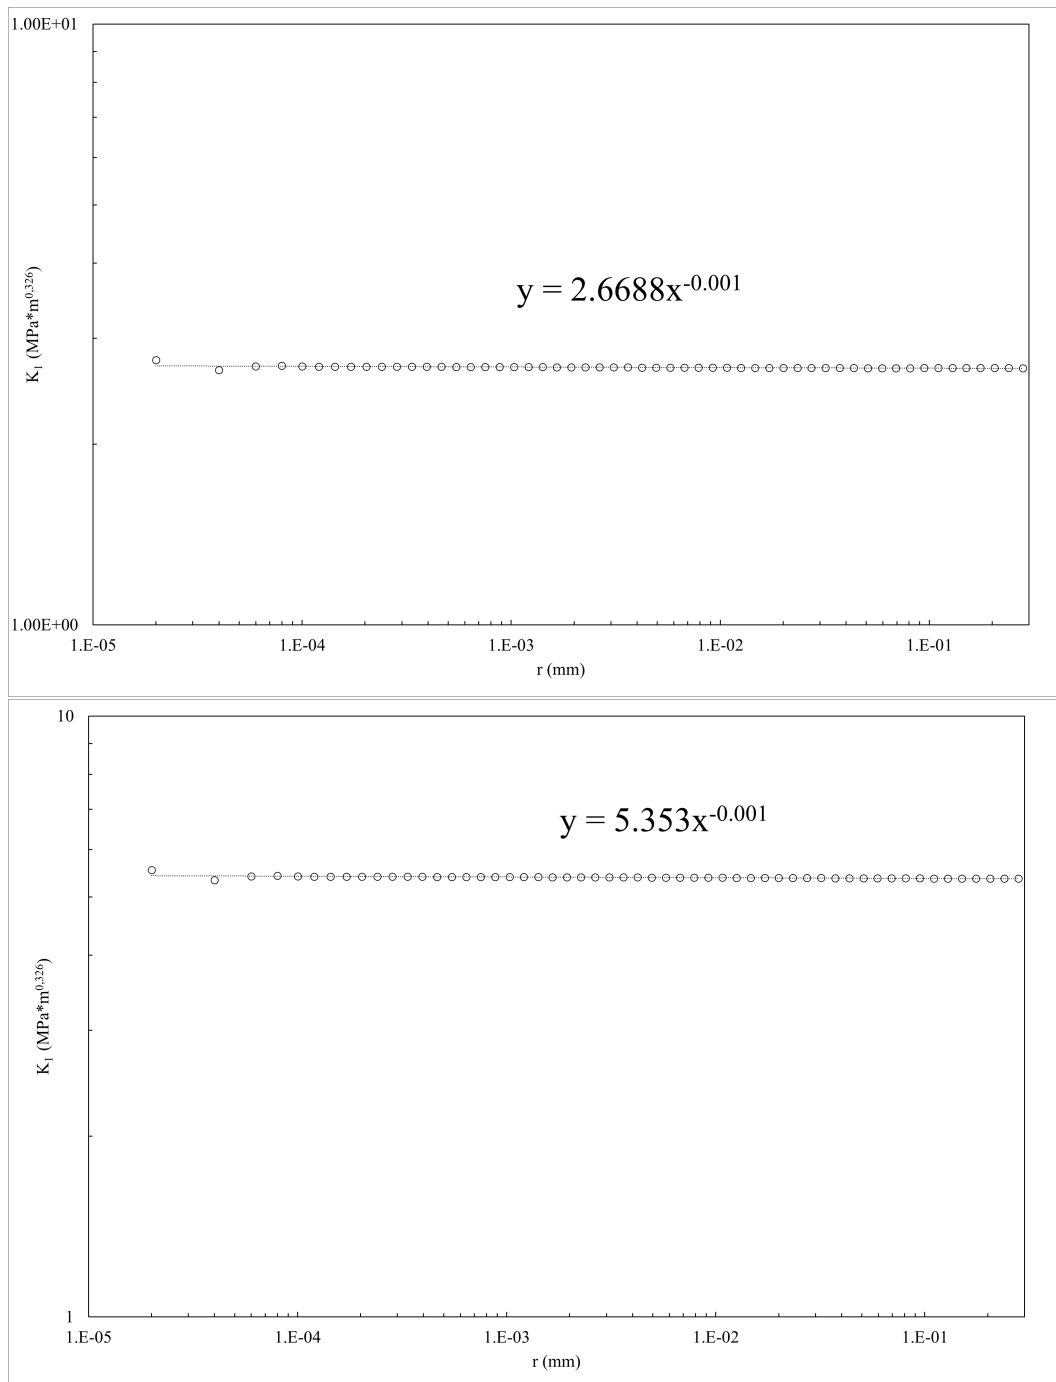 1.00E+01
K₁ (MPa*m⁰·³²⁶)
y = 2.6688x⁻⁰·⁰⁰¹
1.00E+00
1.E-05 1.E-04 1.E-03 1.E-02 1.E-01
r (mm)
10
y = 5.353x⁻⁰·⁰⁰¹
K₁ (MPa*m⁰·³²⁶)
1
1.E-05 1.E-04 1.E-03 1.E-02 1.E-01
r (mm)